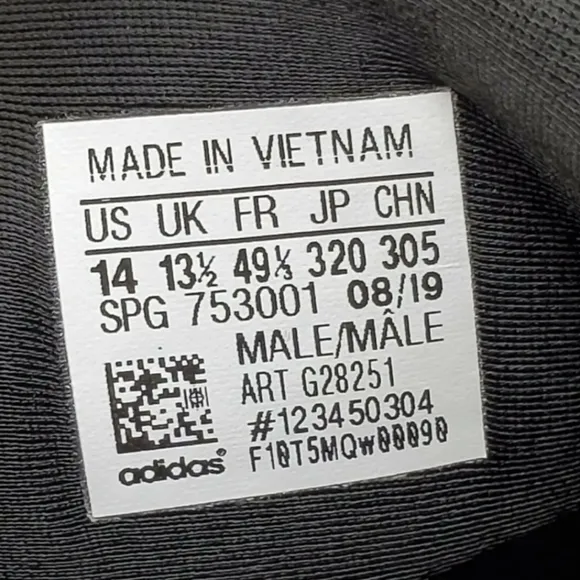 MADE IN VIETNAM
US UK FR JP CHN
14 13½ 49⅓ 320 305
SPG 753001 08/19
MALE/MÂLE
ART G28251
#123450304
F10T5MQW00090
adidas